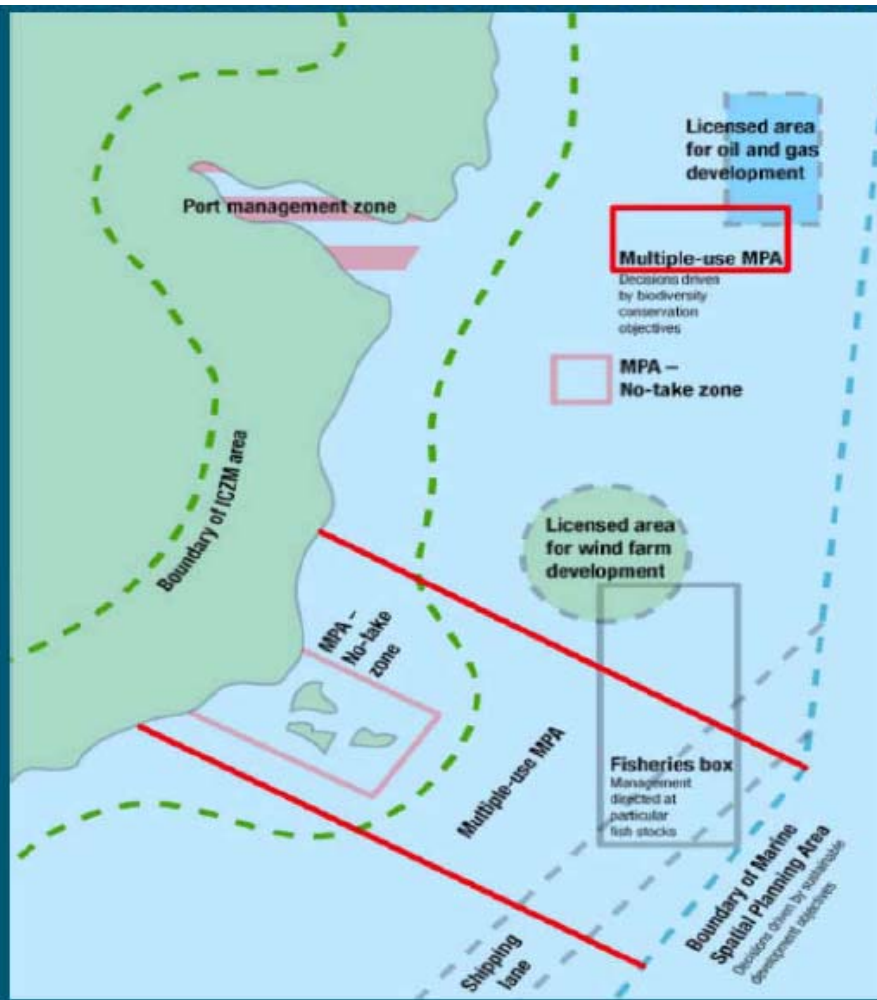 Licensed area
for oil and gas
development
Port management zone
Multiple-use MPA
Decisions driven
by biodiversity
conservation
objectives
MPA –
No-take zone
Boundary of ICZM area
Licensed area
for wind farm
development
MPA –
No-take
zone
Multiple-use MPA
Fisheries box
Management
directed at
particular
fish stocks
Boundary of Marine
Spatial Planning Area
Decisions driven by sustainable
development objectives
Shipping
lane